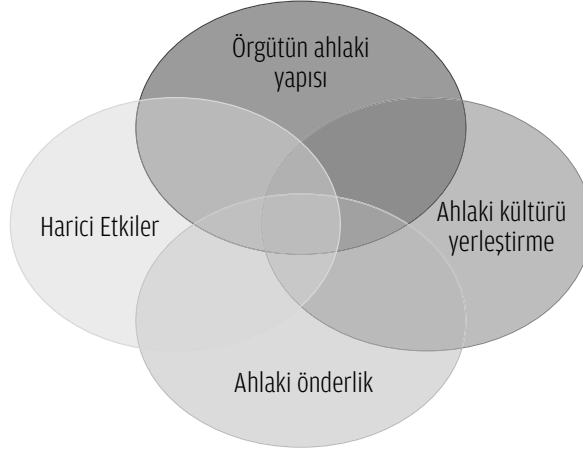 Örgütün ahlaki
yapısı
Harici Etkiler
Ahlaki kültürü
yerleştirme
Ahlaki önderlik